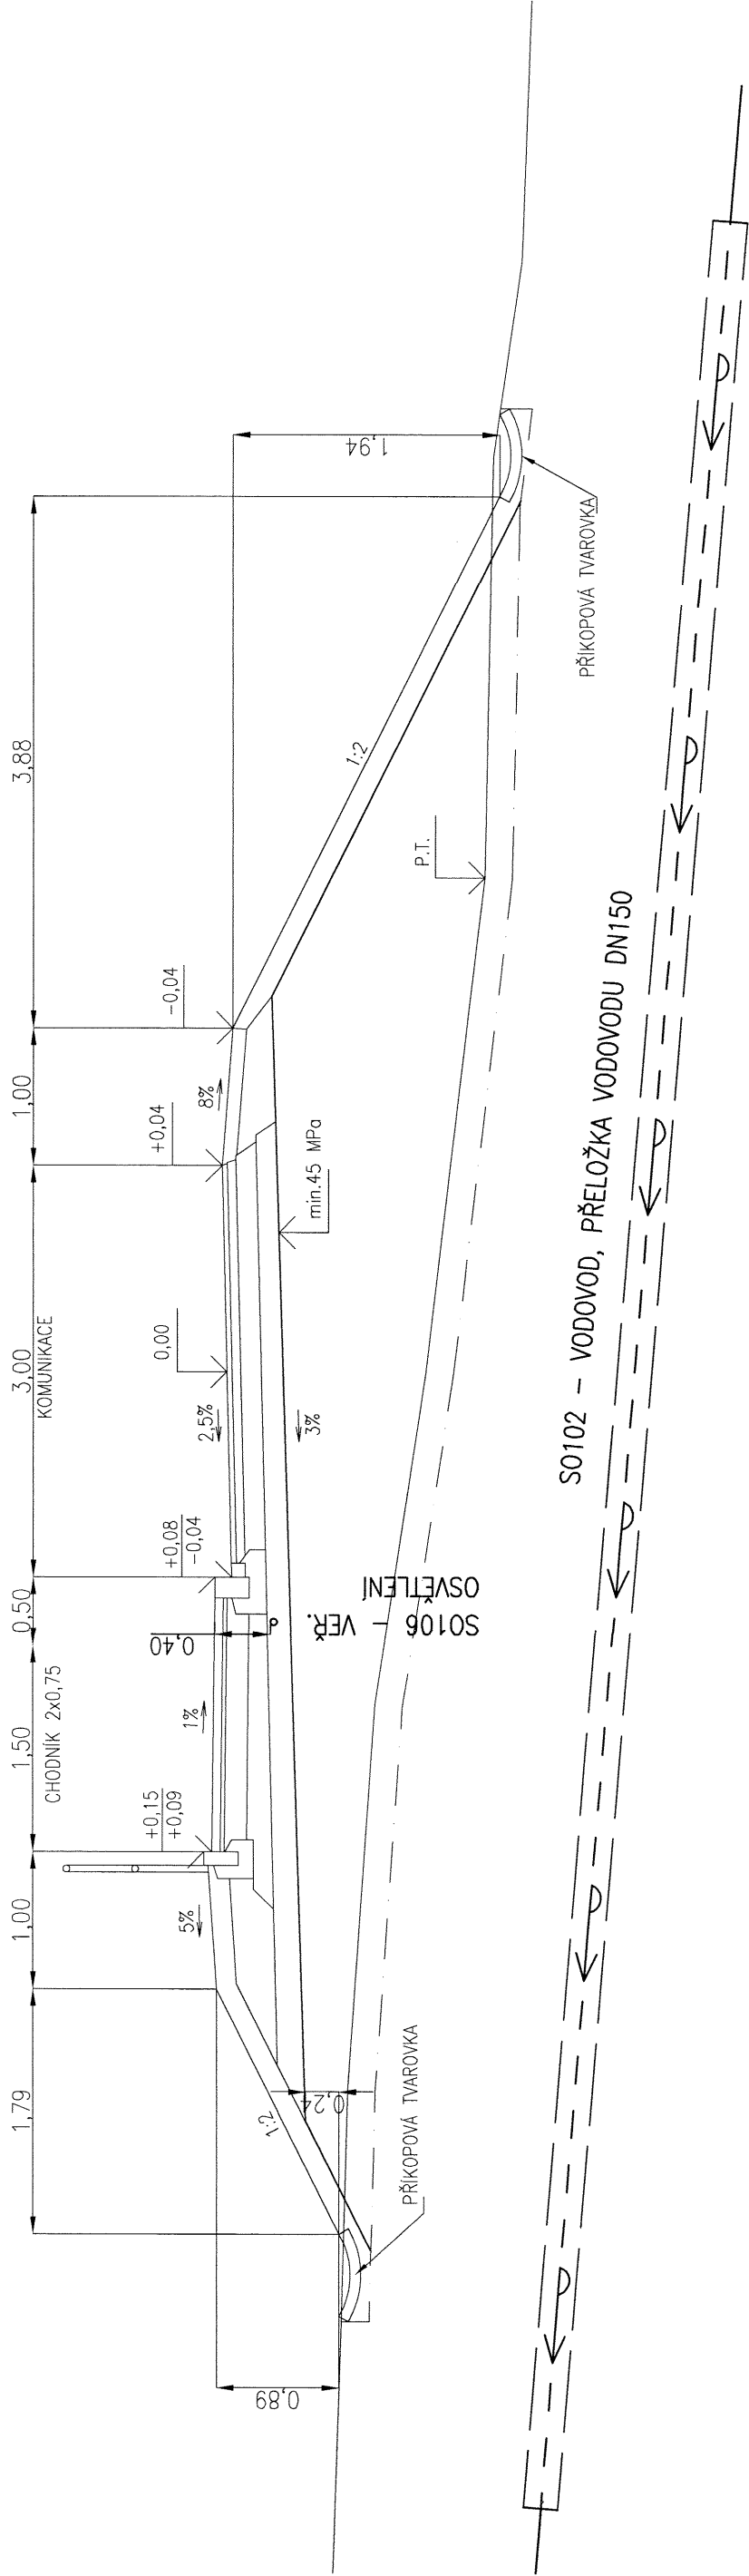 1,79
1,00
1,50
0,50
3,00
1,00
3,88
CHODNÍK 2x0,75
KOMUNIKACE
+0,15
+0,09
+0,08
-0,04
0,00
+0,04
-0,04
5%
1%
2,5%
8%
0,40
3%
min.45 MPa
1:2
1:2
0,89
0,24
1,94
P.T.
SO106 - VEŘ.
OSVĚTLENÍ
PŘÍKOPOVÁ TVAROVKA
PŘÍKOPOVÁ TVAROVKA
SO102 - VODOVOD, PŘELOŽKA VODOVODU DN150